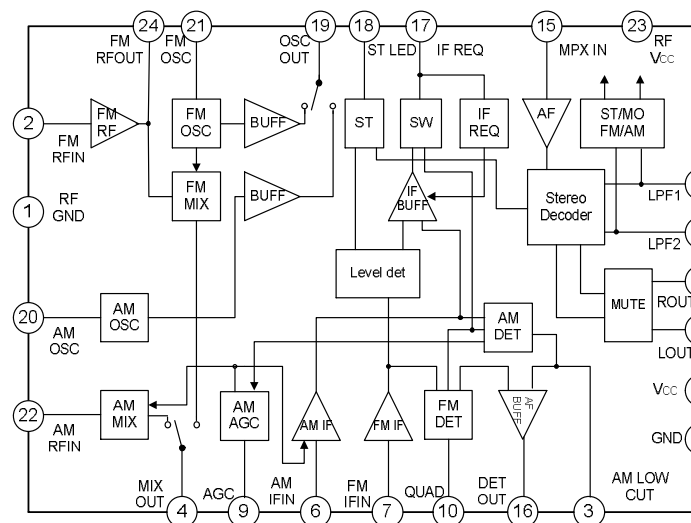 24
21
19
18
17
15
23
FM
RFOUT
FM
OSC
OSC
OUT
ST LED
IF REQ
MPX IN
RF
VCC
2
FM
RFIN
FM
RF
FM
OSC
BUFF
ST
SW
IF
REQ
AF
ST/MO
FM/AM
1
RF
GND
FM
MIX
BUFF
IF
BUFF
Stereo
Decoder
LPF1
LPF2
Level det
20
AM
OSC
AM
OSC
AM
DET
MUTE
ROUT
LOUT
22
AM
RFIN
AM
MIX
AM
AGC
AM IF
FM IF
FM
DET
AF
BUFF
VCC
GND
MIX
OUT
AGC
AM
IFIN
FM
IFIN
QUAD
DET
OUT
AM LOW
CUT
4
9
6
7
10
16
3